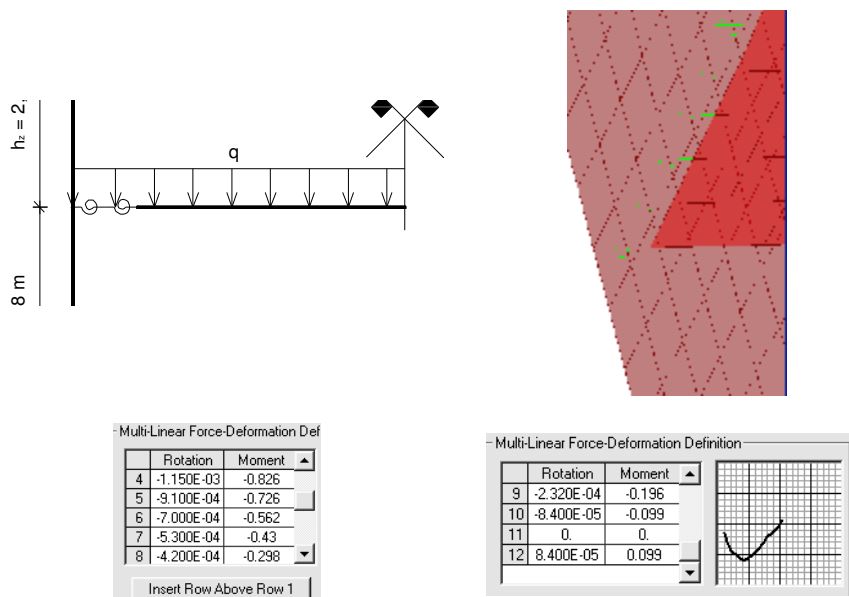 hz = 2,
q
8 m
Multi-Linear Force-Deformation Def
Rotation Moment
4 -1.150E-03 -0.826
5 -9.100E-04 -0.726
6 -7.000E-04 -0.562
7 -5.300E-04 -0.43
8 -4.200E-04 -0.298
Insert Row Above Row 1
Multi-Linear Force-Deformation Definition
Rotation Moment
9 -2.320E-04 -0.196
10 -8.400E-05 -0.099
11 0. 0.
12 8.400E-05 0.099